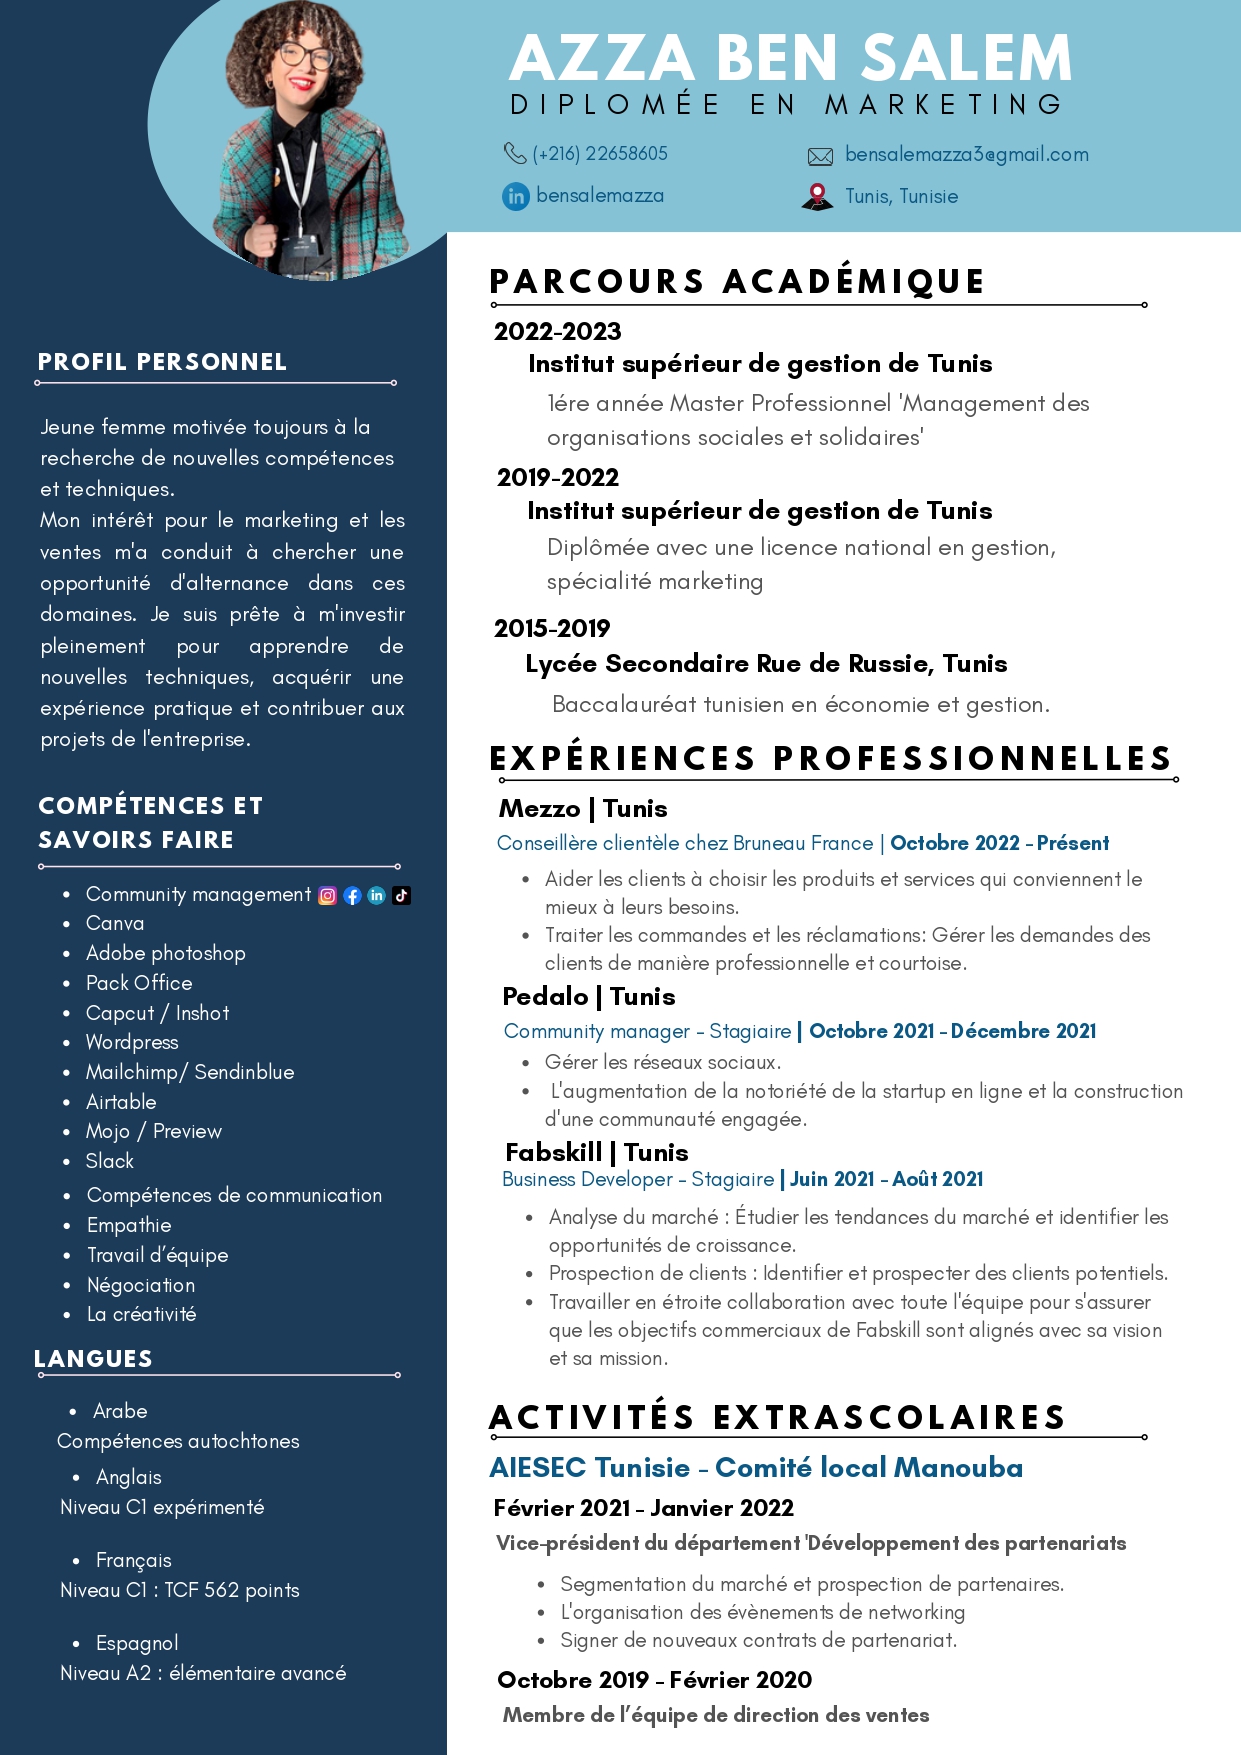 AZZA BEN SALEM
DIPLOMÉE EN MARKETING
(+216) 22658605
bensalemazza3@gmail.com
bensalemazza
Tunis, Tunisie
PROFIL PERSONNEL
Jeune femme motivée toujours à la
recherche de nouvelles compétences
et techniques.
Mon intérêt pour le marketing et les
ventes m'a conduit à chercher une
opportunité d'alternance dans ces
domaines. Je suis prête à m'investir
pleinement pour apprendre de
nouvelles techniques, acquérir une
expérience pratique et contribuer aux
projets de l'entreprise.
COMPÉTENCES ET
SAVOIRS FAIRE
• Community management
• Canva
• Adobe photoshop
• Pack Office
• Capcut / Inshot
• Wordpress
• Mailchimp/ Sendinblue
• Airtable
• Mojo / Preview
• Slack
• Compétences de communication
• Empathie
• Travail d’équipe
• Négociation
• La créativité
LANGUES
• Arabe
Compétences autochtones
• Anglais
Niveau C1 expérimenté
• Français
Niveau C1 : TCF 562 points
• Espagnol
Niveau A2 : élémentaire avancé
PARCOURS ACADÉMIQUE
2022-2023
Institut supérieur de gestion de Tunis
1ére année Master Professionnel 'Management des
organisations sociales et solidaires'
2019-2022
Institut supérieur de gestion de Tunis
Diplômée avec une licence national en gestion,
spécialité marketing
2015-2019
Lycée Secondaire Rue de Russie, Tunis
Baccalauréat tunisien en économie et gestion.
EXPÉRIENCES PROFESSIONNELLES
Mezzo | Tunis
Conseillère clientèle chez Bruneau France | Octobre 2022 - Présent
• Aider les clients à choisir les produits et services qui conviennent le
mieux à leurs besoins.
• Traiter les commandes et les réclamations: Gérer les demandes des
clients de manière professionnelle et courtoise.
Pedalo | Tunis
Community manager - Stagiaire | Octobre 2021 - Décembre 2021
• Gérer les réseaux sociaux.
• L'augmentation de la notoriété de la startup en ligne et la construction
d'une communauté engagée.
Fabskill | Tunis
Business Developer - Stagiaire | Juin 2021 - Août 2021
• Analyse du marché : Étudier les tendances du marché et identifier les
opportunités de croissance.
• Prospection de clients : Identifier et prospecter des clients potentiels.
• Travailler en étroite collaboration avec toute l'équipe pour s'assurer
que les objectifs commerciaux de Fabskill sont alignés avec sa vision
et sa mission.
ACTIVITÉS EXTRASCOLAIRES
AIESEC Tunisie - Comité local Manouba
Février 2021 - Janvier 2022
Vice-président du département 'Développement des partenariats
• Segmentation du marché et prospection de partenaires.
• L'organisation des évènements de networking
• Signer de nouveaux contrats de partenariat.
Octobre 2019 - Février 2020
Membre de l’équipe de direction des ventes